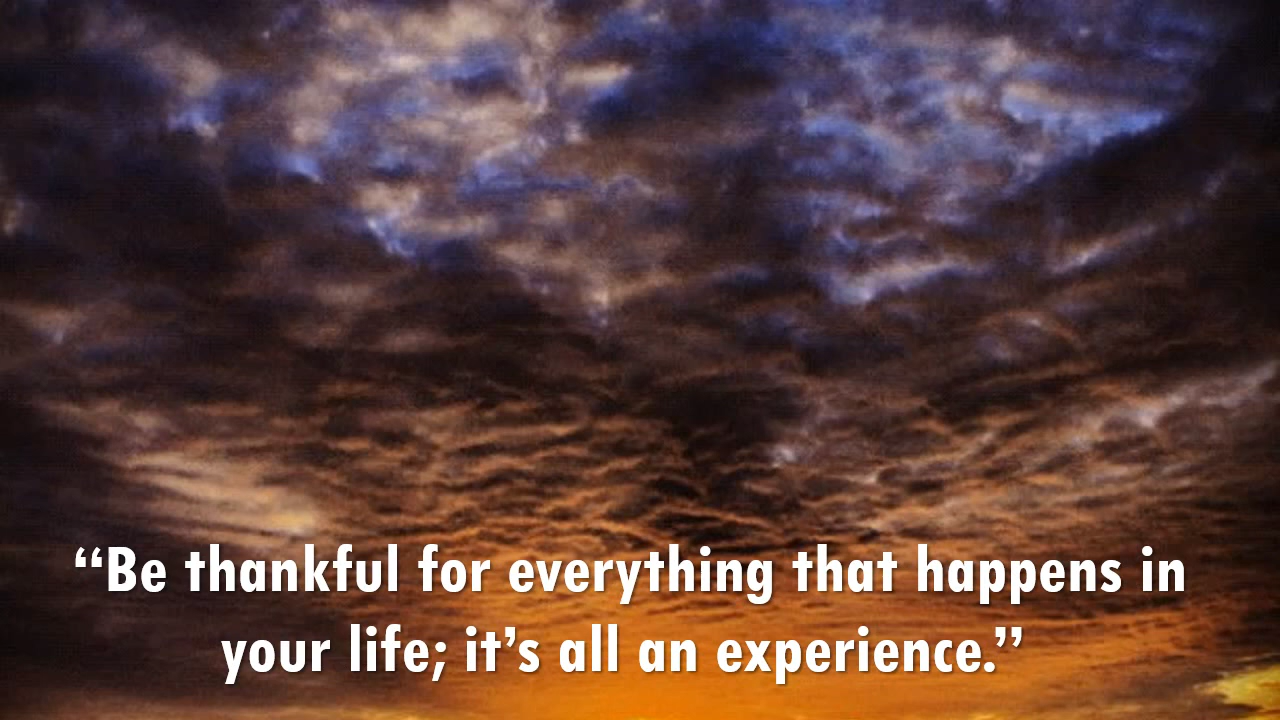 “Be thankful for everything that happens in
your life; it’s all an experience.”